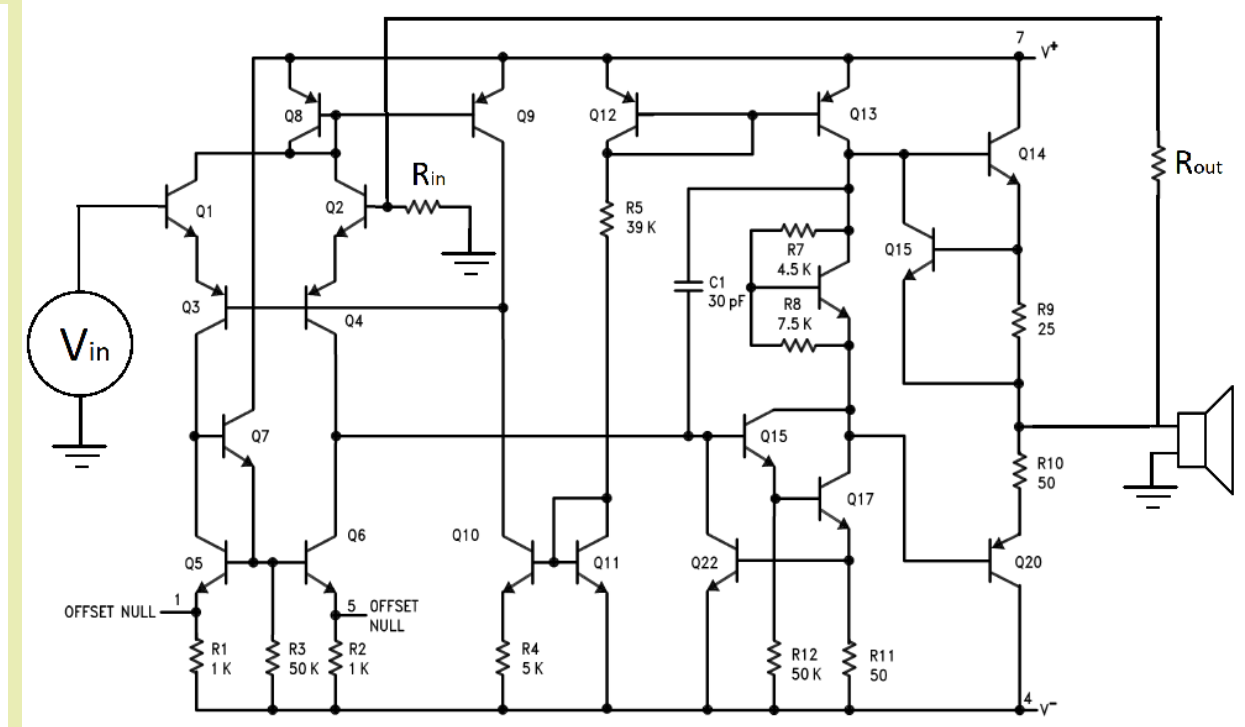 7
V+
Q8
Q9
Q12
Q13
Q14
Rin
Rout
Q1
Q2
R5
39 K
R7
4.5 K
Q15
C1
30 pF
R8
7.5 K
Q3
Q4
R9
25
Vin
Q7
Q15
R10
50
Q17
Q5
Q6
Q10
Q11
Q22
Q20
OFFSET NULL
1
5
OFFSET
NULL
R1
1 K
R3
50 K
R2
1 K
R4
5 K
R12
50 K
R11
50
4
V-